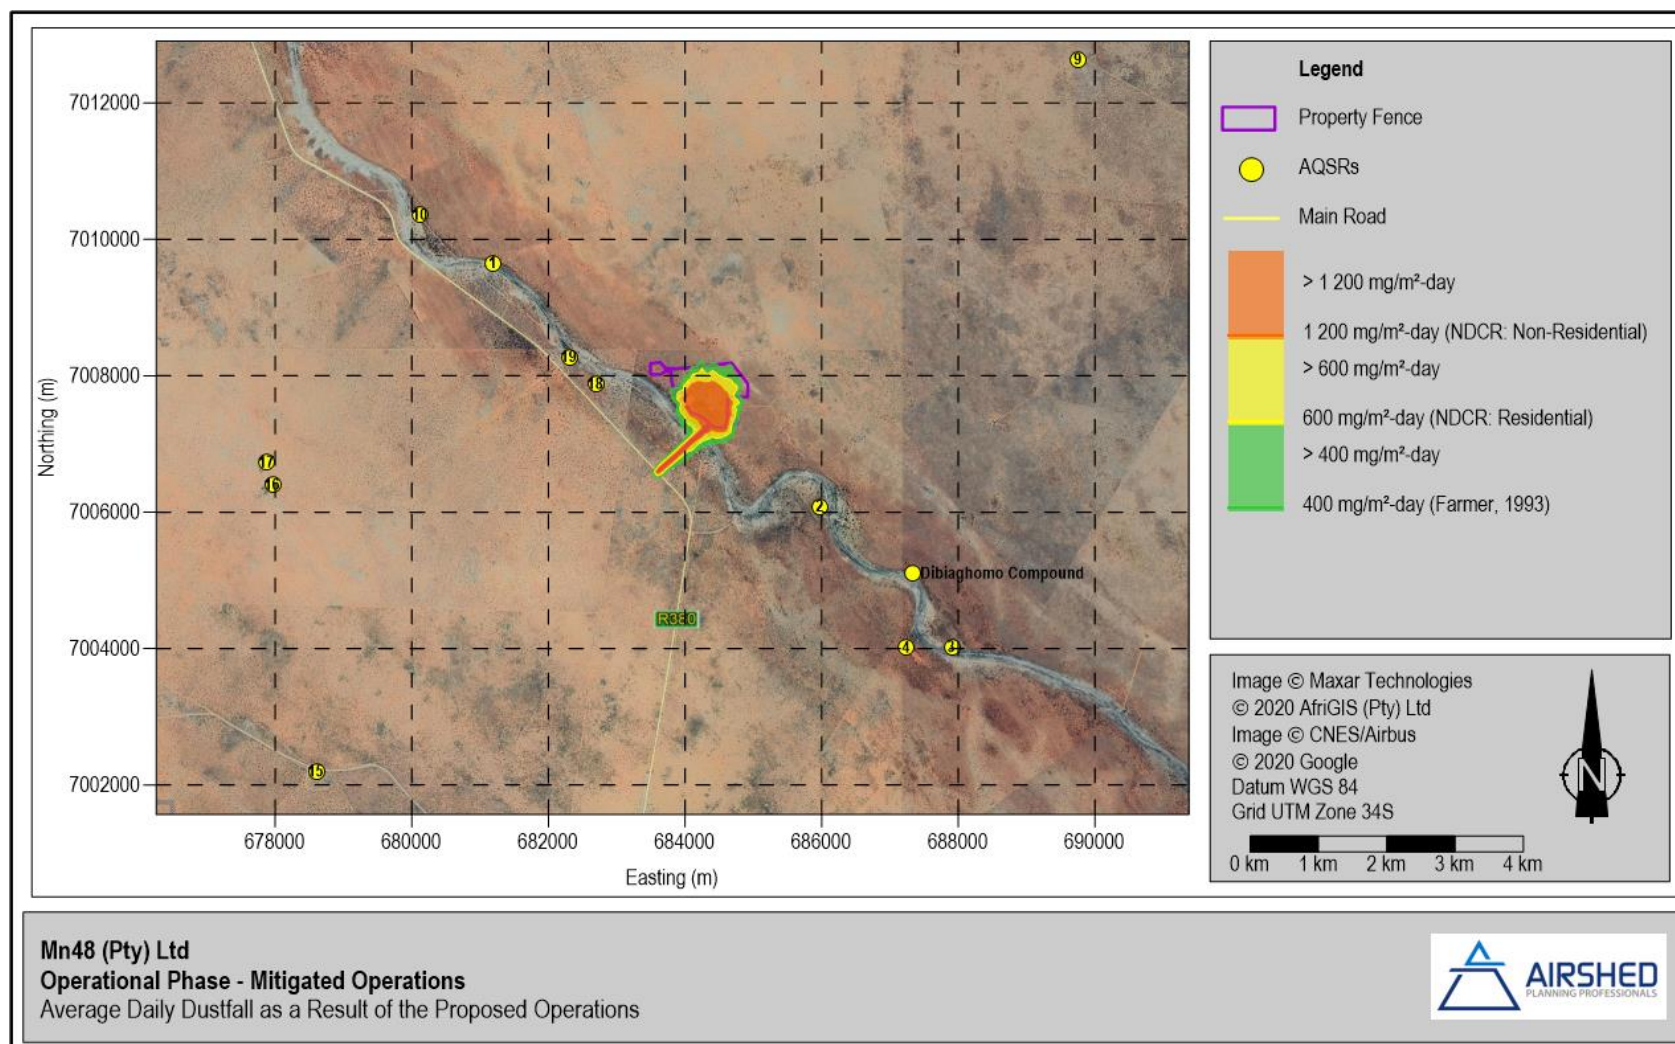 9
7012000
10
7010000
1
19
7008000
18
Northing (m)
17
16
7006000
2
Dibiaghomo Compound
R380
7004000
4
15
7002000
678000 680000 682000 684000 686000 688000 690000
Easting (m)
Legend
Property Fence
AQSRs
Main Road
> 1 200 mg/m²-day
1 200 mg/m²-day (NDCR: Non-Residential)
> 600 mg/m²-day
600 mg/m²-day (NDCR: Residential)
> 400 mg/m²-day
400 mg/m²-day (Farmer, 1993)
Image © Maxar Technologies
© 2020 AfriGIS (Pty) Ltd
Image © CNES/Airbus
© 2020 Google
Datum WGS 84
Grid UTM Zone 34S
N
0 km 1 km 2 km 3 km 4 km
Mn48 (Pty) Ltd
Operational Phase - Mitigated Operations
Average Daily Dustfall as a Result of the Proposed Operations
AIRSHED
PLANNING PROFESSIONALS